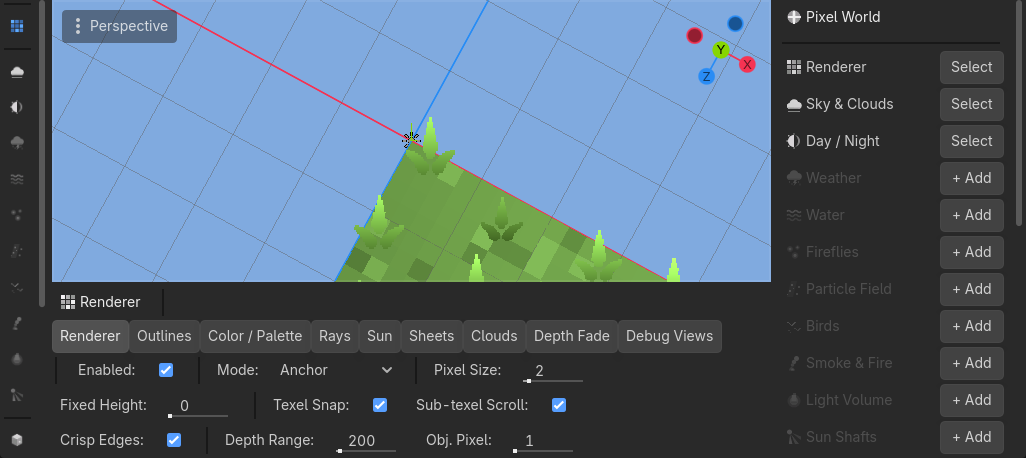 Perspective
Y
X
Z
Pixel World
Renderer Select
Sky & Clouds Select
Day / Night Select
Weather + Add
Water + Add
Fireflies + Add
Particle Field + Add
Birds + Add
Smoke & Fire + Add
Light Volume + Add
Sun Shafts + Add
Renderer
Renderer Outlines Color / Palette Rays Sun Sheets Clouds Depth Fade Debug Views
Enabled: Mode: Anchor Pixel Size: 2
Fixed Height: 0 Texel Snap: Sub-texel Scroll:
Crisp Edges: Depth Range: 200 Obj. Pixel: 1